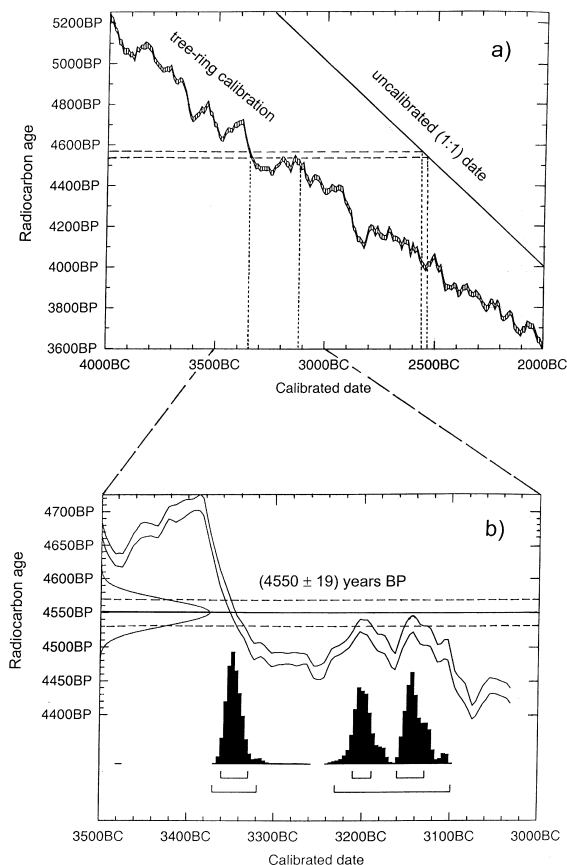 5200BP
5000BP
4800BP
4600BP
4400BP
4200BP
4000BP
3800BP
3600BP
Radiocarbon age
a)
tree-ring calibration
uncalibrated (1:1) date
4000BC 3500BC 3000BC 2500BC 2000BC
Calibrated date
b)
4700BP
4650BP
4600BP
4550BP
4500BP
4450BP
4400BP
Radiocarbon age
(4550 ± 19) years BP
3500BC 3400BC 3300BC 3200BC 3100BC 3000BC
Calibrated date